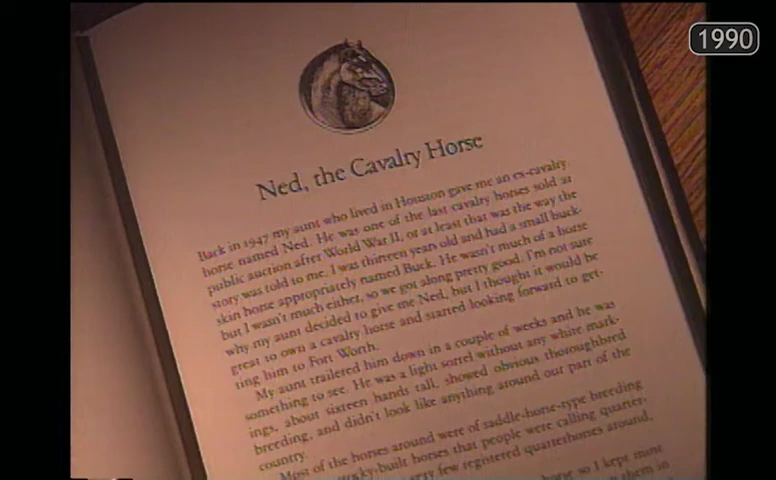 1990
Ned, the Cavalry Horse
Back in 1947 my aunt who lived in Houston gave me an ex-cavalry
horse named Ned. He was one of the last cavalry horses sold at
public auction after World War II, or at least that was the way the
story was told to me. I was thirteen years old and had a small buck-
skin horse appropriately named Buck. He wasn't much of a horse
but I wasn't much either, so we got along pretty good. I'm not sure
why my aunt decided to give me Ned, but I thought it would be
great to own a cavalry horse and started looking forward to get-
ting him to Fort Worth.
My aunt trailered him down in a couple of weeks and he was
something to see. He was a light sorrel without any white mark-
ings, about sixteen hands tall, showed obvious thoroughbred
breeding, and didn't look like anything around our part of the
country.
Most of the horses around were of saddle-horse-type breeding
-built horses that people were calling quarter-
few registered quarterhorses around,
horse so I kept mine
them in